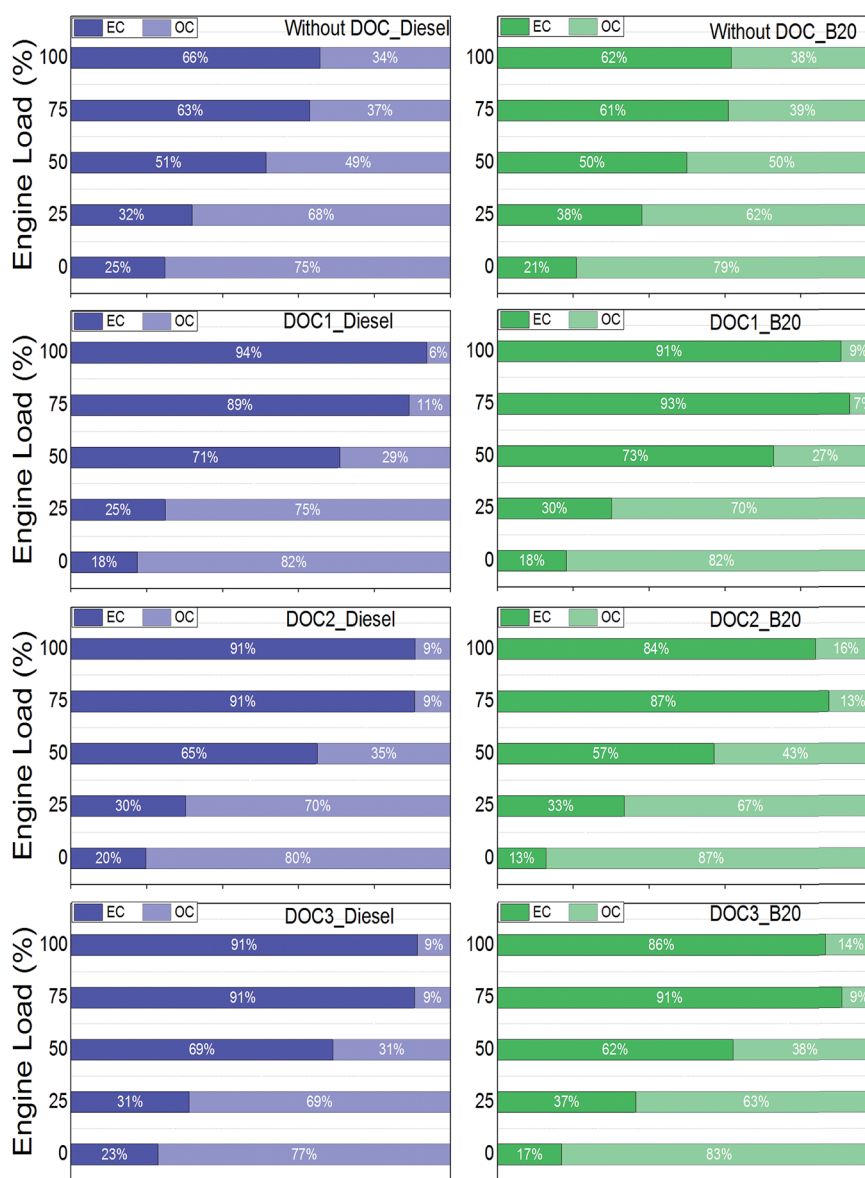 EC OC Without DOC_Diesel
100 66% 34%
75 63% 37%
50 51% 49%
25 32% 68%
0 25% 75%
Engine Load (%)
EC OC Without DOC_B20
100 62% 38%
75 61% 39%
50 50% 50%
25 38% 62%
0 21% 79%
EC OC DOC1_Diesel
100 94% 6%
75 89% 11%
50 71% 29%
25 25% 75%
0 18% 82%
Engine Load (%)
EC OC DOC1_B20
100 91% 9%
75 93% 7%
50 73% 27%
25 30% 70%
0 18% 82%
EC OC DOC2_Diesel
100 91% 9%
75 91% 9%
50 65% 35%
25 30% 70%
0 20% 80%
Engine Load (%)
EC OC DOC2_B20
100 84% 16%
75 87% 13%
50 57% 43%
25 33% 67%
0 13% 87%
EC OC DOC3_Diesel
100 91% 9%
75 91% 9%
50 69% 31%
25 31% 69%
0 23% 77%
Engine Load (%)
EC OC DOC3_B20
100 86% 14%
75 91% 9%
50 62% 38%
25 37% 63%
0 17% 83%